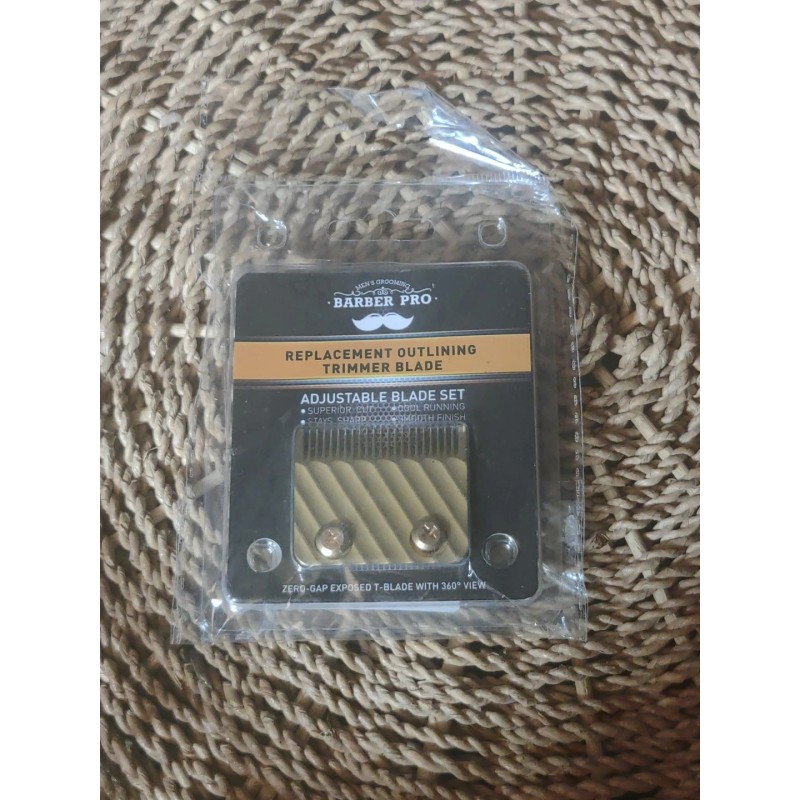 MEN'S GROOMING
BARBER PRO
REPLACEMENT OUTLINING
TRIMMER BLADE
ADJUSTABLE BLADE SET
• SUPERIOR CUT • COOL RUNNING
• STAYS SHARP • SMOOTH FINISH
ZERO-GAP EXPOSED T-BLADE WITH 360° VIEW